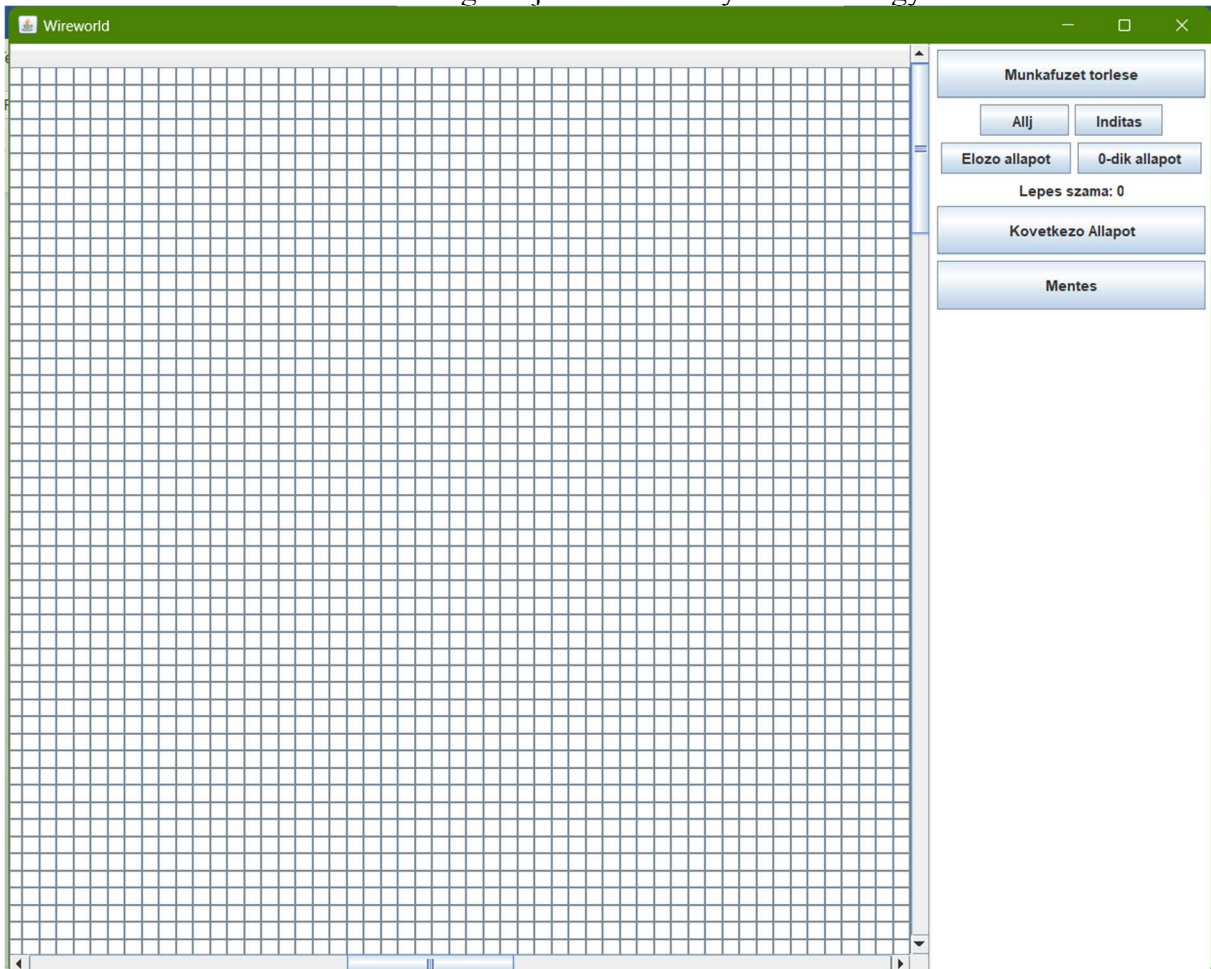 Wireworld
Munkafuzet torlese
Allj Inditas
Elozo allapot 0-dik allapot
Lepes szama: 0
Kovetkezo Allapot
Mentes